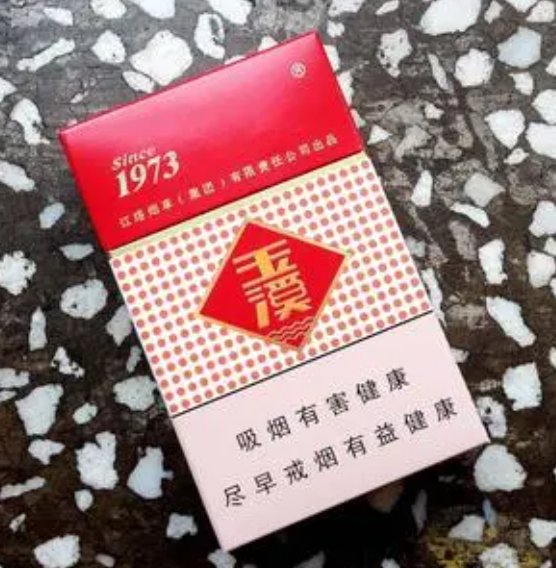 ®
Since
1973
红塔烟草(集团)有限责任公司出品
玉溪
吸烟有害健康
尽早戒烟有益健康